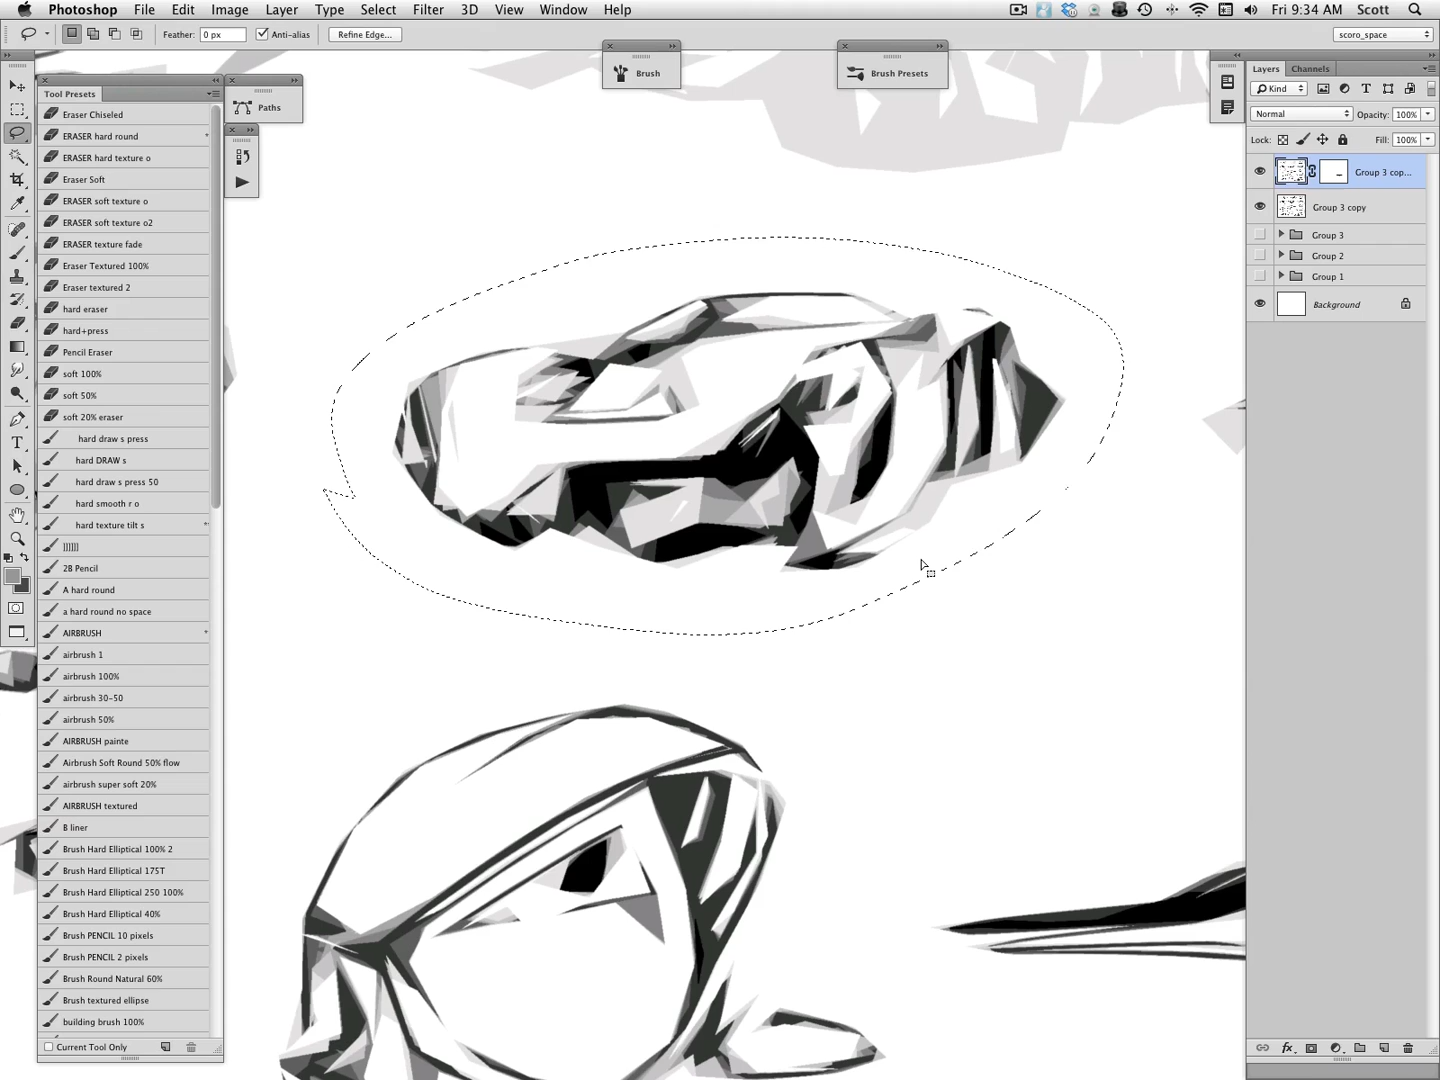 Photoshop File Edit Image Layer Type Select Filter 3D View Window Help Fri 9:34 AM Scott
Feather: 0 px Anti-alias Refine Edge... scoro_space
Brush
Brush Presets
Paths
Tool Presets
Eraser Chiseled
ERASER hard round
ERASER hard texture o
Eraser Soft
ERASER soft texture o
ERASER soft texture o2
ERASER texture fade
Eraser Textured 100%
Eraser textured 2
hard eraser
hard+press
Pencil Eraser
soft 100%
soft 50%
soft 20% eraser
hard draw s press
hard DRAW s
hard draw s press 50
hard smooth r o
hard texture tilt s
]]]]]]
2B Pencil
A hard round
a hard round no space
AIRBRUSH
airbrush 1
airbrush 100%
airbrush 30-50
airbrush 50%
AIRBRUSH painte
Airbrush Soft Round 50% flow
airbrush super soft 20%
AIRBRUSH textured
B liner
Brush Hard Elliptical 100% 2
Brush Hard Elliptical 175T
Brush Hard Elliptical 250 100%
Brush Hard Elliptical 40%
Brush PENCIL 10 pixels
Brush PENCIL 2 pixels
Brush Round Natural 60%
Brush textured ellipse
building brush 100%
Current Tool Only
Layers Channels
Kind
Normal Opacity: 100%
Lock: Fill: 100%
Group 3 cop...
Group 3 copy
Group 3
Group 2
Group 1
Background